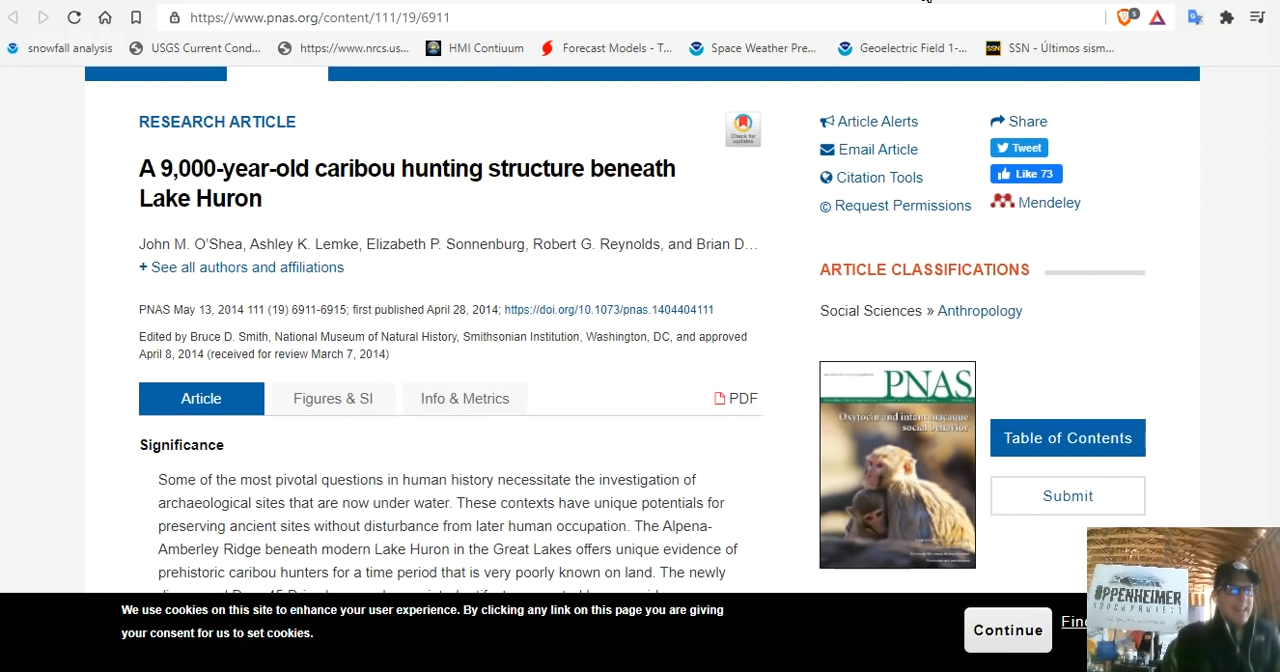 https://www.pnas.org/content/111/19/6911
snowfall analysis
USGS Current Cond...
https://www.nrcs.us...
HMI Contiuum
Forecast Models - T...
Space Weather Pre...
Geoelectric Field 1-...
SSN - Últimos sism...
RESEARCH ARTICLE
Check for
updates
A 9,000-year-old caribou hunting structure beneath
Lake Huron
John M. O'Shea, Ashley K. Lemke, Elizabeth P. Sonnenburg, Robert G. Reynolds, and Brian D...
+ See all authors and affiliations
PNAS May 13, 2014 111 (19) 6911-6915; first published April 28, 2014; https://doi.org/10.1073/pnas.1404404111
Edited by Bruce D. Smith, National Museum of Natural History, Smithsonian Institution, Washington, DC, and approved
April 8, 2014 (received for review March 7, 2014)
Article
Figures & SI
Info & Metrics
PDF
Significance
Some of the most pivotal questions in human history necessitate the investigation of
archaeological sites that are now under water. These contexts have unique potentials for
preserving ancient sites without disturbance from later human occupation. The Alpena-
Amberley Ridge beneath modern Lake Huron in the Great Lakes offers unique evidence of
prehistoric caribou hunters for a time period that is very poorly known on land. The newly
Article Alerts
Email Article
Citation Tools
© Request Permissions
Share
Tweet
Like 73
Mendeley
ARTICLE CLASSIFICATIONS
Social Sciences » Anthropology
PNAS
Oxytocin and infant macaque
social behavior
Table of Contents
Submit
We use cookies on this site to enhance your user experience. By clicking any link on this page you are giving
your consent for us to set cookies.
Continue
Find
OPPENHEIMER